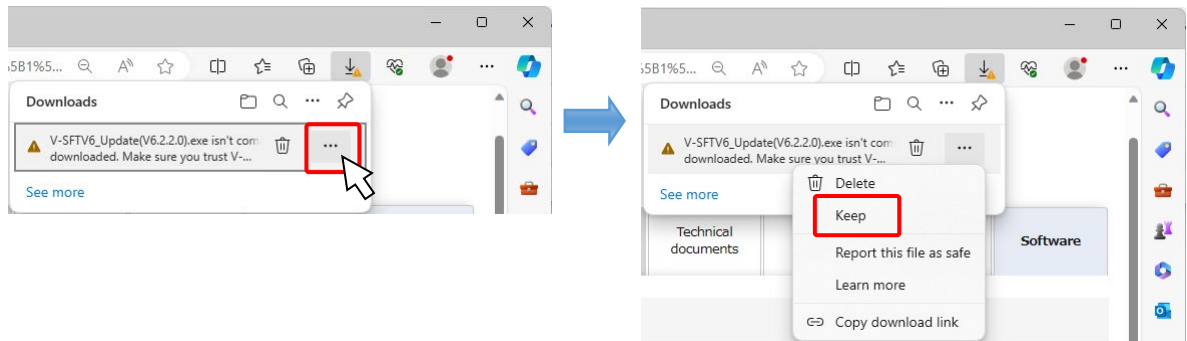 5B1%5...
Downloads
V-SFTV6_Update(V6.2.2.0).exe isn't com
downloaded. Make sure you trust V-...
See more
5B1%5...
Downloads
V-SFTV6_Update(V6.2.2.0).exe isn't com
downloaded. Make sure you trust V-...
See more
Delete
Keep
Report this file as safe
Learn more
Copy download link
Technical
documents
Software